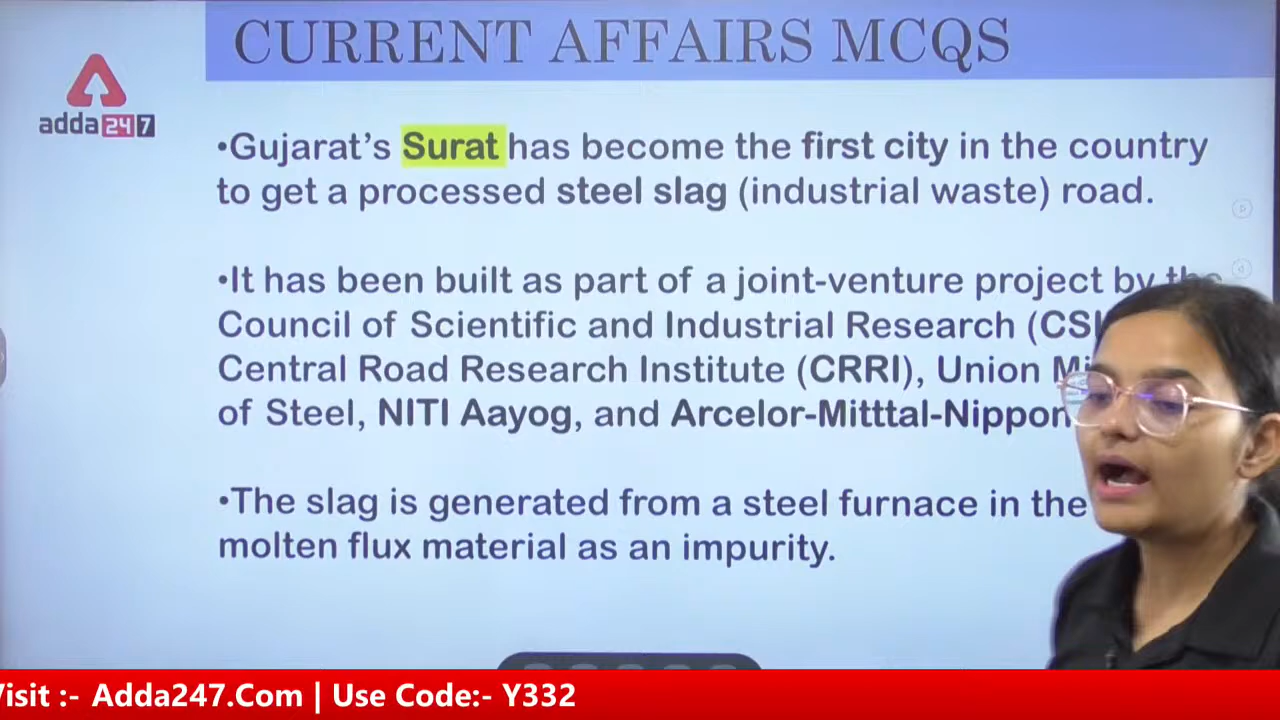 CURRENT AFFAIRS MCQS
adda247
•Gujarat's Surat has become the first city in the country
to get a processed steel slag (industrial waste) road.
•It has been built as part of a joint-venture project by the
Council of Scientific and Industrial Research
Central Road Research Institute (CRRI), Union
of Steel, NITI Aayog, and Arcelor-Mitttal-Nippon
•The slag is generated from a steel furnace in the
molten flux material as an impurity.
Visit :- Adda247.Com | Use Code:- Y332